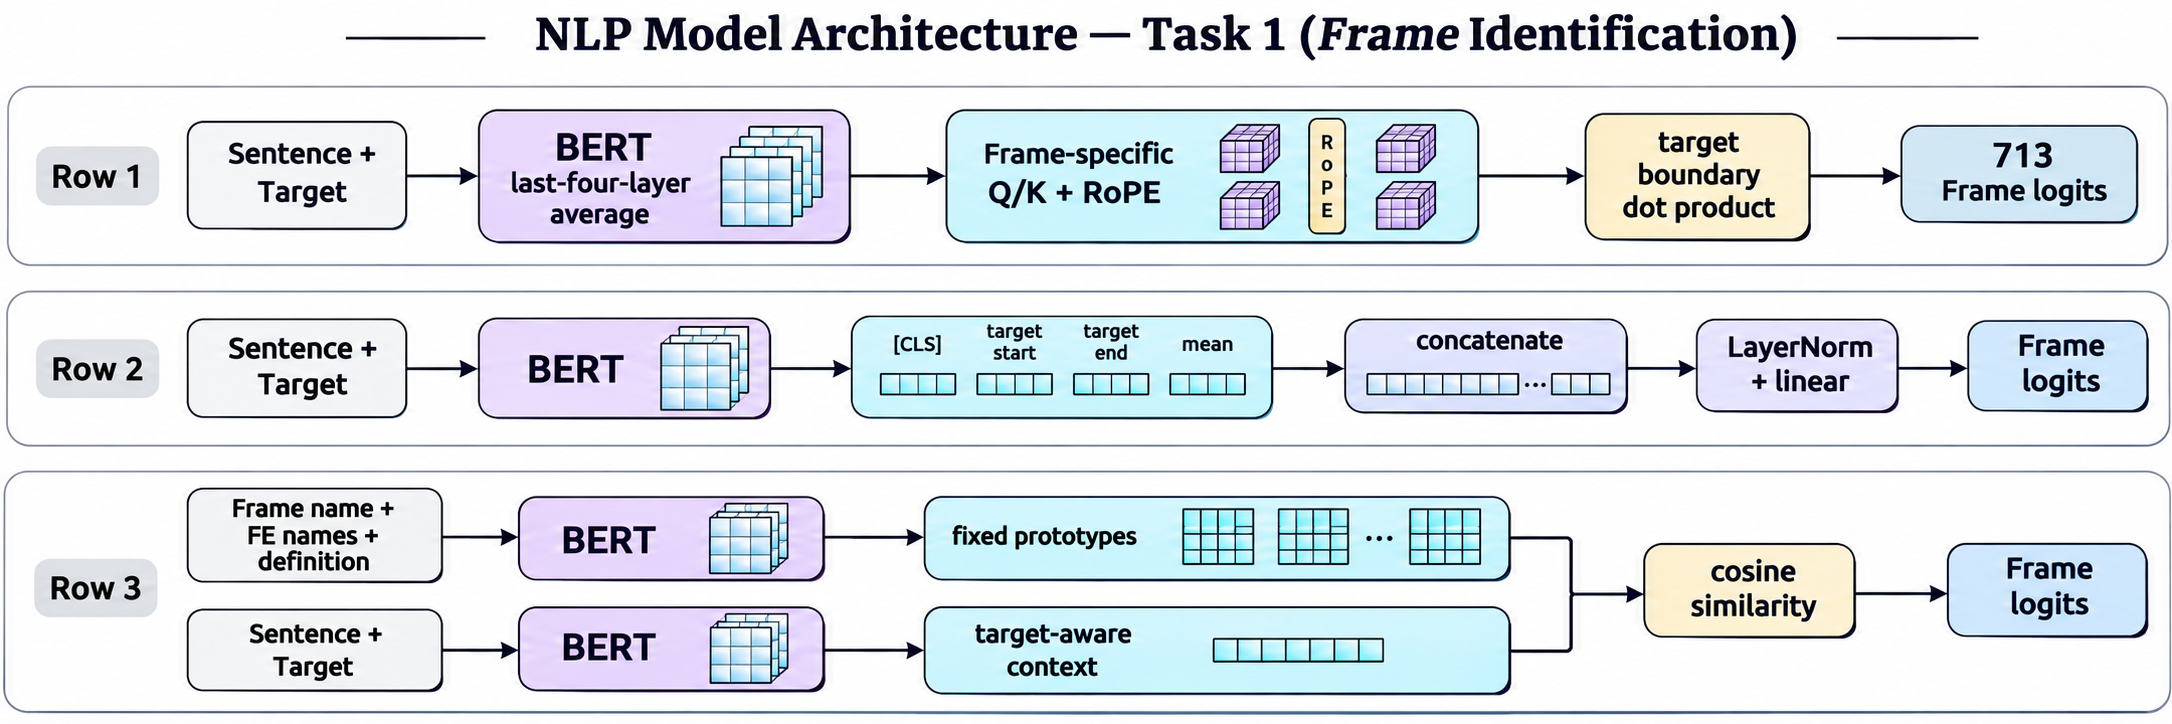 NLP Model Architecture — Task 1 (Frame Identification)
Row 1
Sentence +
Target
BERT
last-four-layer
average
Frame-specific
Q/K + RoPE
R
o
P
E
target
boundary
dot product
713
Frame logits
Row 2
Sentence +
Target
BERT
[CLS]
target
start
target
end
mean
concatenate
...
LayerNorm
+ linear
Frame
logits
Row 3
Frame name +
FE names +
definition
BERT
fixed prototypes
...
Sentence +
Target
BERT
target-aware
context
cosine
similarity
Frame
logits